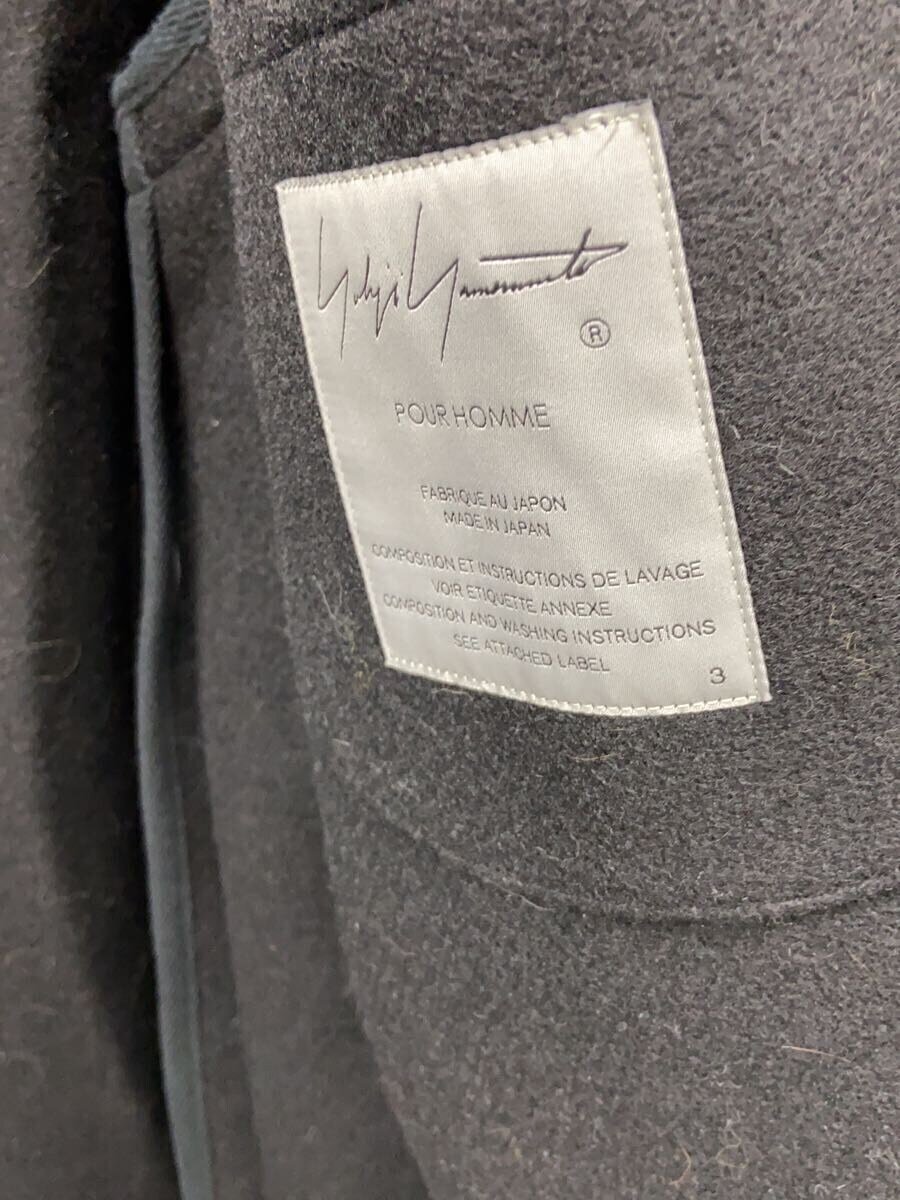 Yohji Yamamoto
®
POUR HOMME
FABRIQUE AU JAPON
MADE IN JAPAN
COMPOSITION ET INSTRUCTIONS DE LAVAGE
VOIR ETIQUETTE ANNEXE
COMPOSITION AND WASHING INSTRUCTIONS
SEE ATTACHED LABEL
3